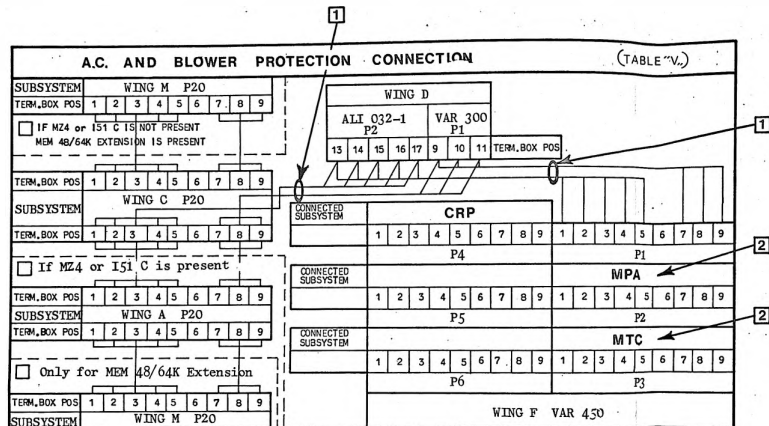 1
A.C. AND BLOWER PROTECTION CONNECTION (TABLE "V„)
SUBSYSTEM WING M P20
TERM.BOX POS 1 2 3 4 5 6 7 8 9
IF MZ4 or I51 C IS NOT PRESENT
MEM 48/64K EXTENSION IS PRESENT
WING D
ALI 032-1 VAR 300
P2 P1
13 14 15 16 17 9 10 11 TERM.BOX POS
1
1
TERM.BOX POS 1 2 3 4 5 6 7 8 9
SUBSYSTEM WING C P20
TERM.BOX POS 1 2 3 4 5 6 7 8 9
CONNECTED
SUBSYSTEM
CRP
1 2 3 4 5 6 7 8 9 1 2 3 4 5 6 7 8 9
P4 P1
If MZ4 or I51 C is present
TERM.BOX POS 1 2 3 4 5 6 7 8 9
SUBSYSTEM WING A P20
TERM.BOX POS 1 2 3 4 5 6 7 8 9
CONNECTED
SUBSYSTEM
MPA
2
1 2 3 4 5 6 7 8 9 1 2 3 4 5 6 7 8 9
P5 P2
CONNECTED
SUBSYSTEM
MTC
2
1 2 3 4 5 6 7 8 9 1 2 3 4 5 6 7 8 9
P6 P3
Only for MEM 48/64K Extension
TERM.BOX POS 1 2 3 4 5 6 7 8 9
SUBSYSTEM WING M P20
WING F VAR 450